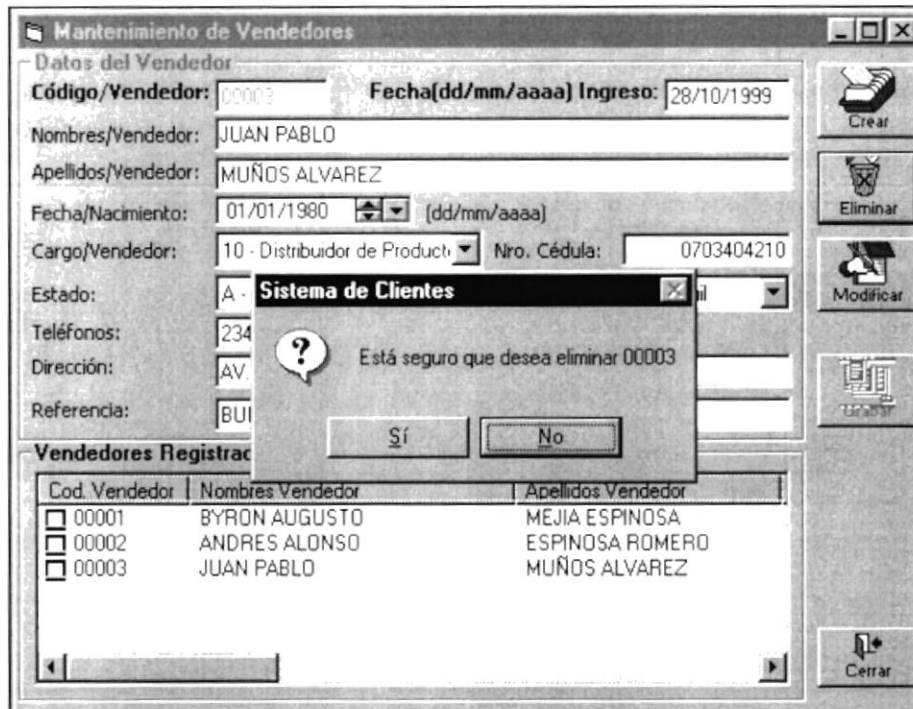 Mantenimiento de Vendedores
Datos del Vendedor
Código/Vendedor: 00003 Fecha(dd/mm/aaaa) Ingreso: 28/10/1999
Nombres/Vendedor: JUAN PABLO
Apellidos/Vendedor: MUÑOS ALVAREZ
Fecha/Nacimiento: 01/01/1980 (dd/mm/aaaa)
Cargo/Vendedor: 10 - Distribuidor de Product Nro. Cédula: 0703404210
Estado: A -
Teléfonos: 234
Dirección: AV.
Referencia:
Sistema de Clientes
?
Está seguro que desea eliminar 00003
Sí No
Vendedores Registrad
Cod. Vendedor Nombres Vendedor Apellidos Vendedor
00001 BYRON AUGUSTO MEJIA ESPINOSA
00002 ANDRES ALONSO ESPINOSA ROMERO
00003 JUAN PABLO MUÑOS ALVAREZ
Crear
Eliminar
Modificar
Grabar
Cerrar